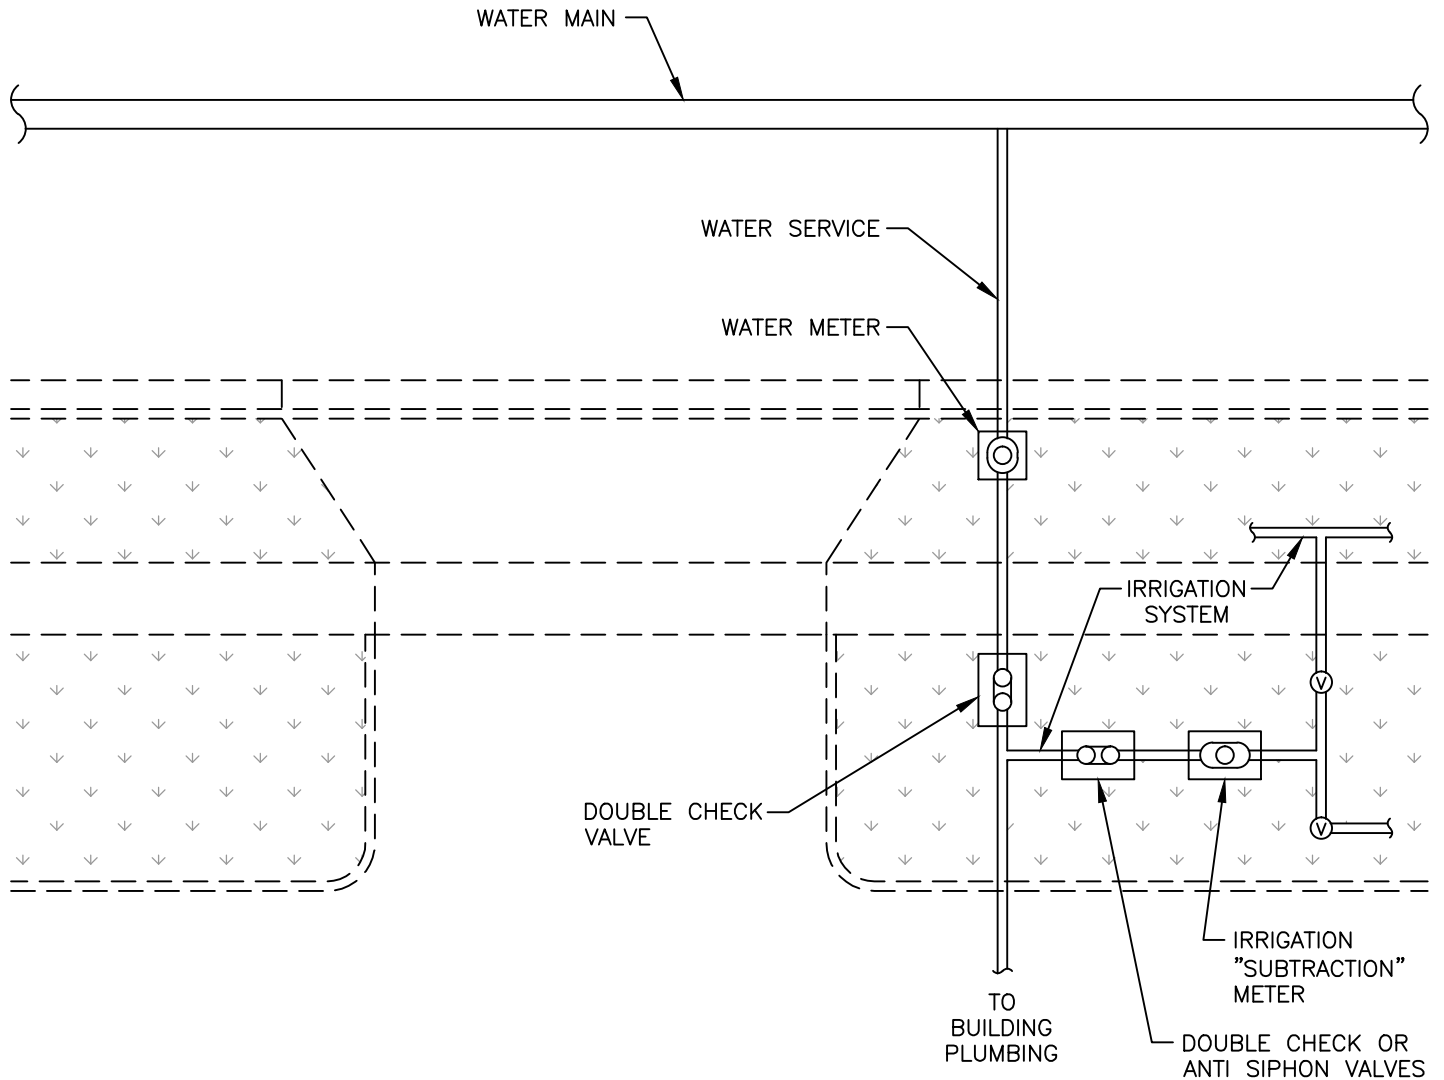 WATER MAIN
WATER SERVICE
WATER METER
IRRIGATION
SYSTEM
V
DOUBLE CHECK
VALVE
V
IRRIGATION
"SUBTRACTION"
METER
TO
BUILDING
PLUMBING
DOUBLE CHECK OR
ANTI SIPHON VALVES